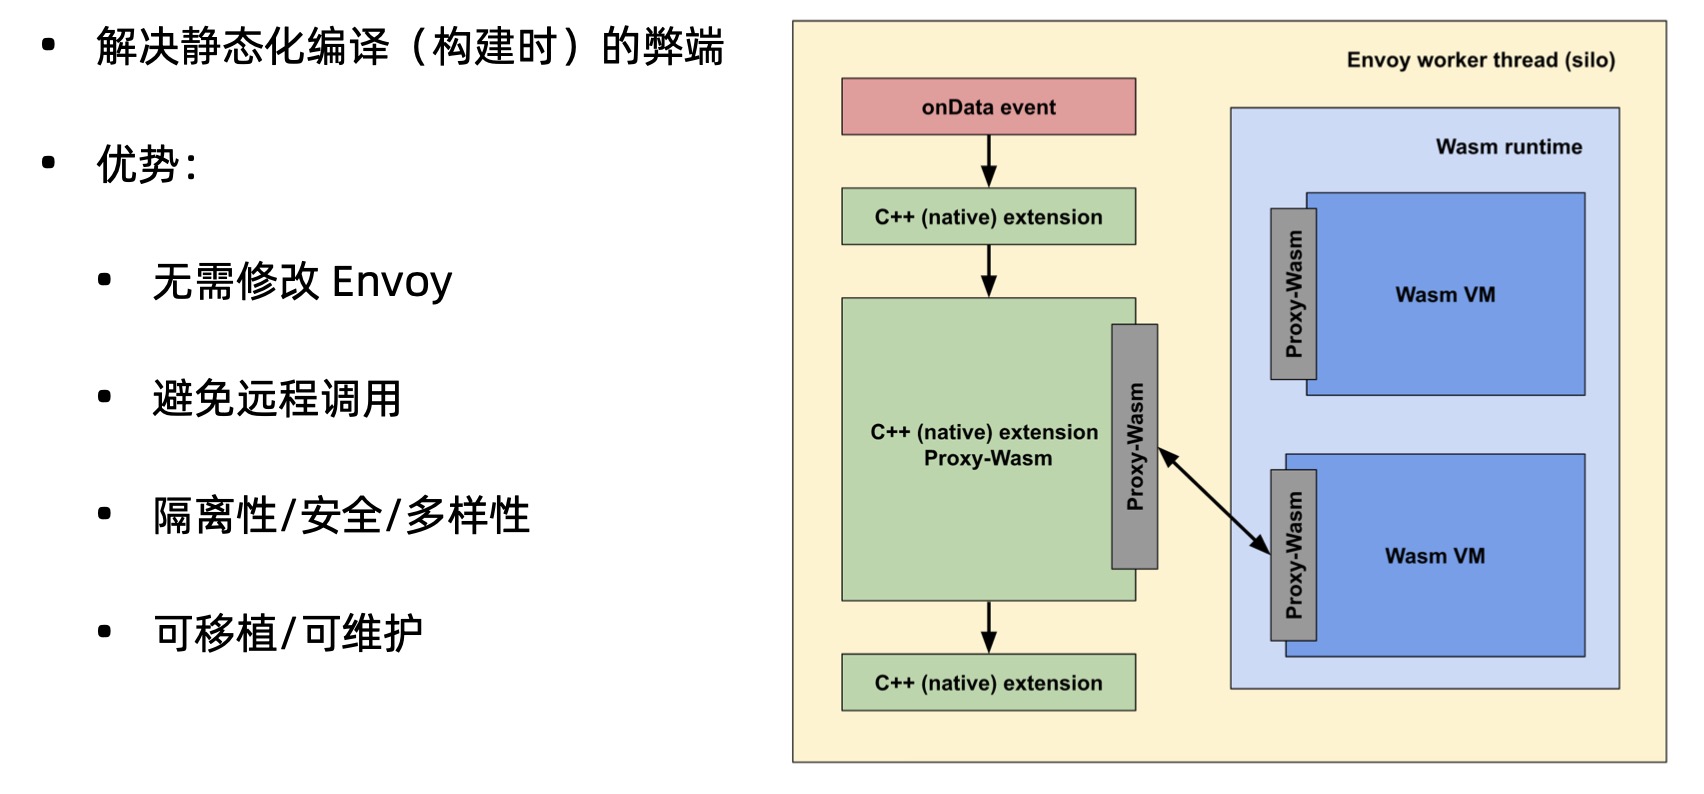 • 解决静态化编译（构建时）的弊端
• 优势：
• 无需修改 Envoy
• 避免远程调用
• 隔离性/安全/多样性
• 可移植/可维护
Envoy worker thread (silo)
onData event
C++ (native) extension
C++ (native) extension
Proxy-Wasm
Proxy-Wasm
C++ (native) extension
Wasm runtime
Proxy-Wasm
Wasm VM
Proxy-Wasm
Wasm VM